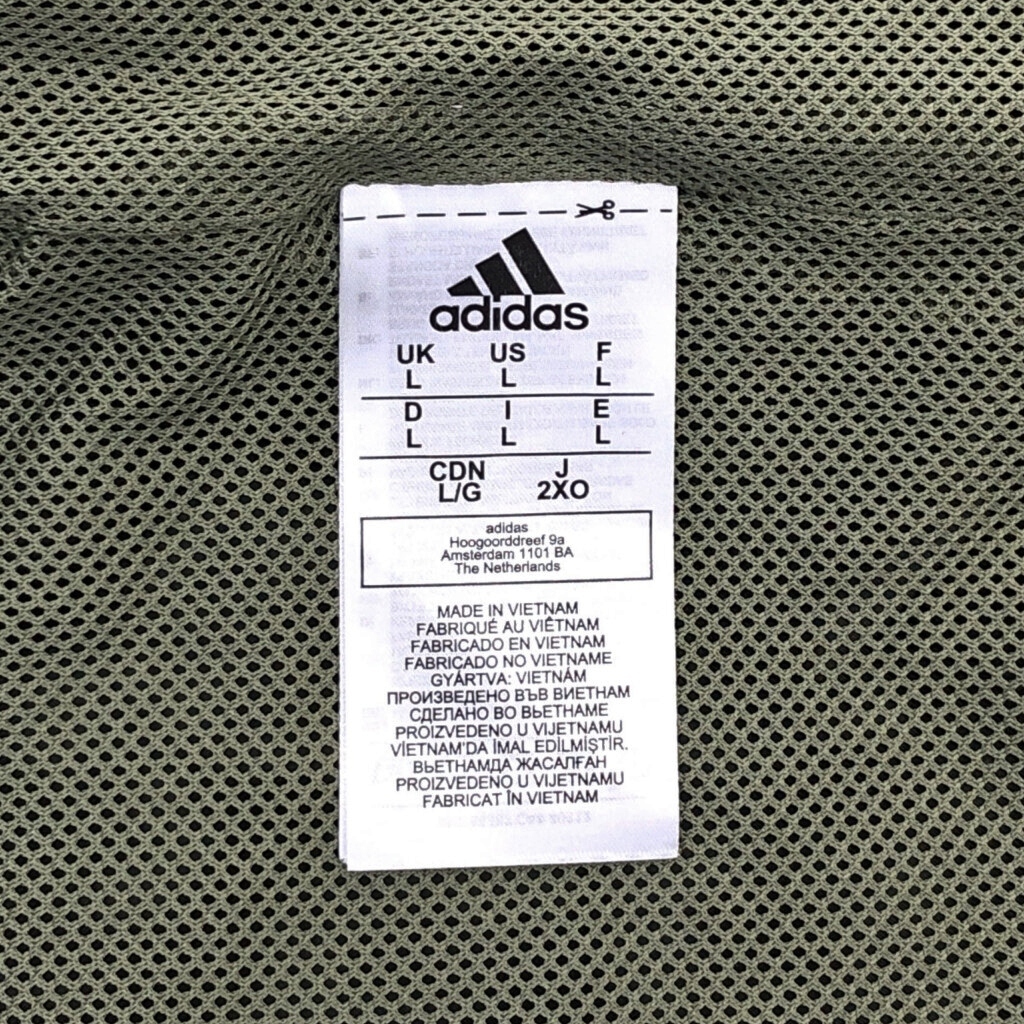 adidas
UK US F
L L L
D I E
L L L
CDN J
L/G 2XO
adidas
Hoogoorddreef 9a
Amsterdam 1101 BA
The Netherlands
MADE IN VIETNAM
FABRIQUÉ AU VIÊTNAM
FABRICADO EN VIETNAM
FABRICADO NO VIETNAME
GYÁRTVA: VIETNÁM
ПРОИЗВЕДЕНО ВЪВ ВИЕТНАМ
СДЕЛАНО ВО ВЬЕТНАМЕ
PROIZVEDENO U VIJETNAMU
VİETNAM'DA İMAL EDİLMİŞTİR.
ВЬЕТНАМДА ЖАСАЛҒАН
PROIZVEDENO U VIJETNAMU
FABRICAT ÎN VIETNAM